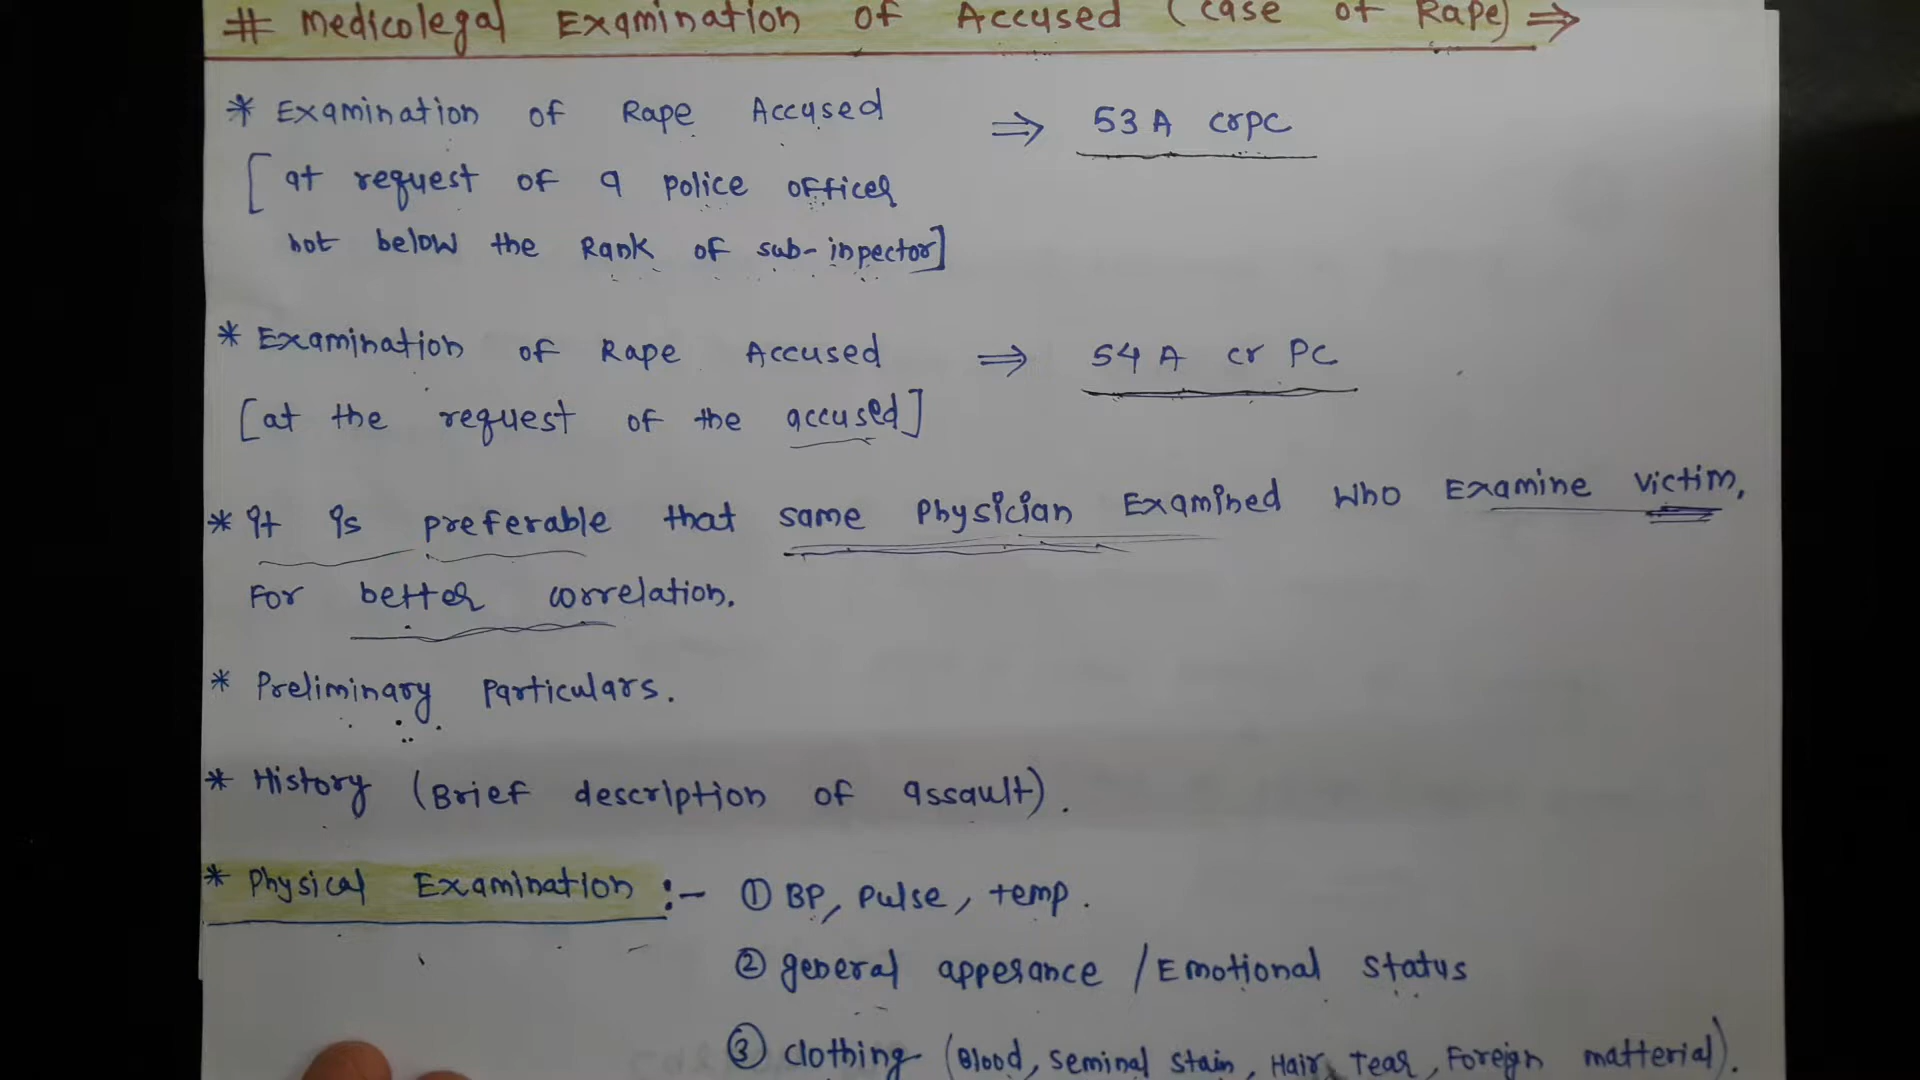 # Medicolegal Examination of Accused (case of Rape) ⇒
* Examination of Rape Accused ⇒ 53 A crpc
[at request of a police officer
not below the Rank of sub-inpector]
* Examination of Rape Accused ⇒ 54 A cr PC
[at the request of the accused]
* It is preferable that same Physician Examined who Examine victim,
For better correlation.
* Preliminary Particulars.
* History (Brief description of assault).
* Physical Examination :- ① BP, Pulse, temp.
② general apperance / Emotional status
③ clothing (Blood, seminal stain, Hair, Tear, Foreign matterial).